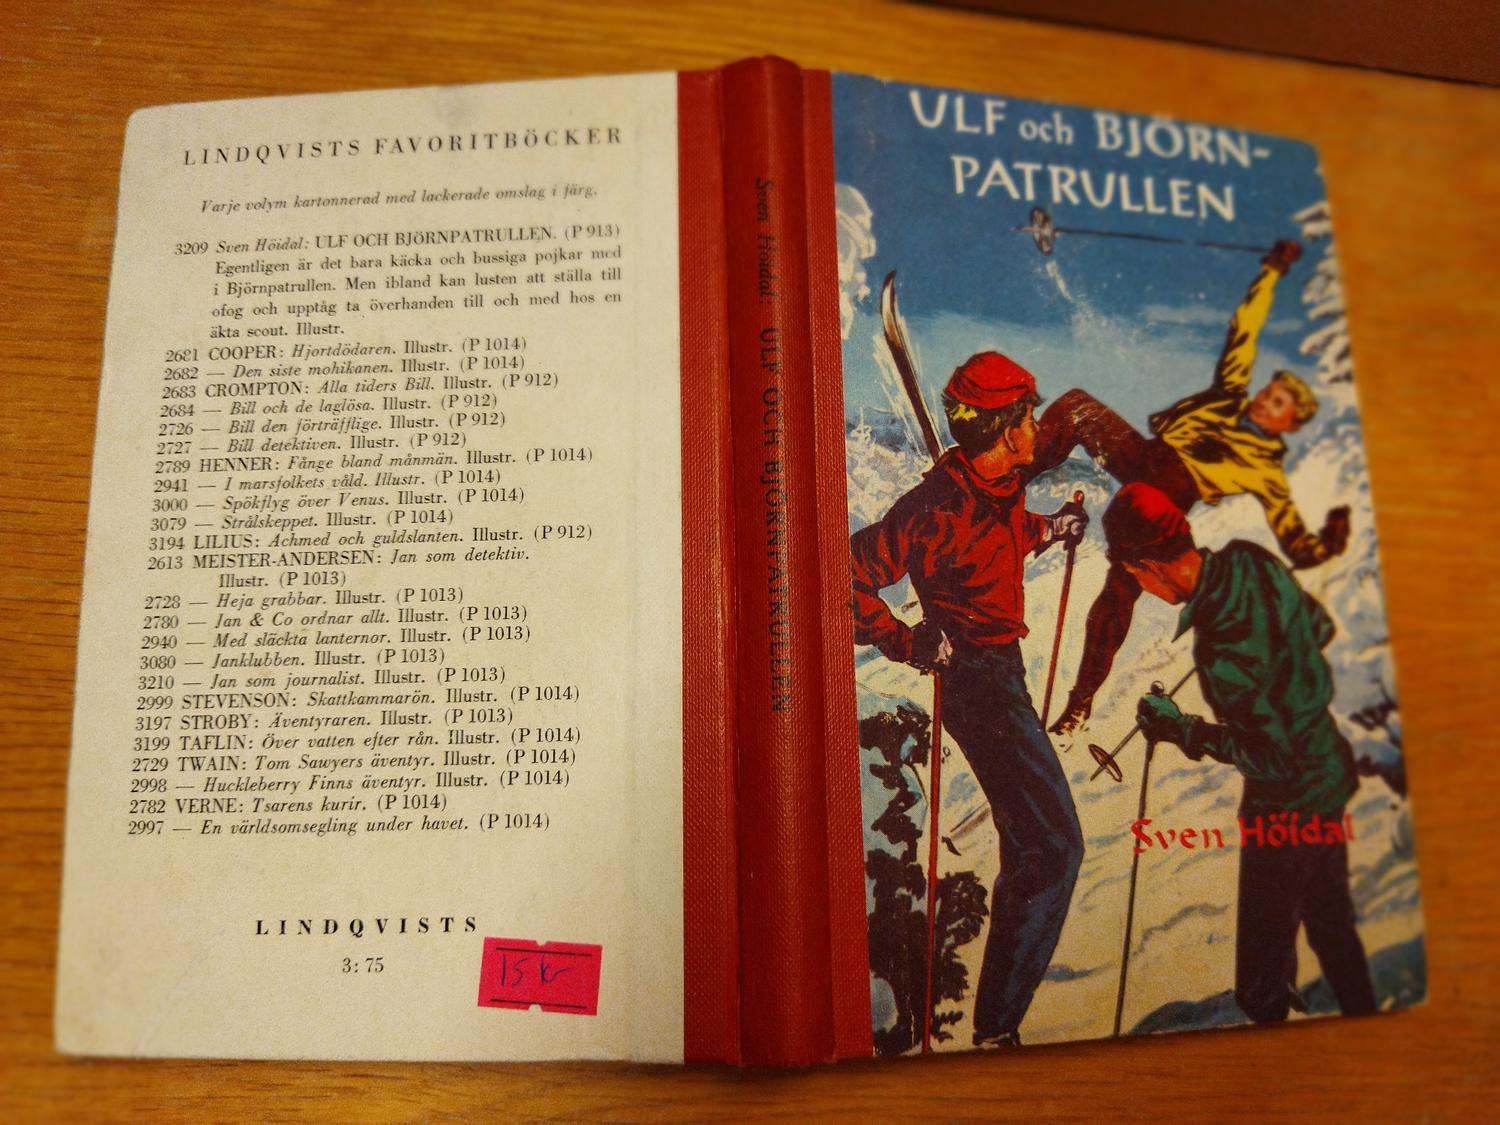 LINDQVISTS FAVORITBÖCKER
Varje volym kartonnerad med lackerade omslag i färg.
3209 Sven Höidal: ULF OCH BJÖRNPATRULLEN. (P 913)
Egentligen är det bara käcka och bussiga pojkar med
i Björnpatrullen. Men ibland kan lusten att ställa till
ofog och upptåg ta överhanden till och med hos en
äkta scout. Illustr.
2681 COOPER: Hjortdödaren. Illustr. (P 1014)
2682 — Den siste mohikanen. Illustr. (P 1014)
2683 CROMPTON: Alla tiders Bill. Illustr. (P 912)
2684 — Bill och de laglösa. Illustr. (P 912)
2726 — Bill den förträfflige. Illustr. (P 912)
2727 — Bill detektiven. Illustr. (P 912)
2789 HENNER: Fånge bland månmän. Illustr. (P 1014)
2941 — I marsfolkets våld. Illustr. (P 1014)
3000 — Spökflyg över Venus. Illustr. (P 1014)
3079 — Strålskeppet. Illustr. (P 1014)
3194 LILIUS: Achmed och guldslanten. Illustr. (P 912)
2613 MEISTER-ANDERSEN: Jan som detektiv.
Illustr. (P 1013)
2728 — Heja grabbar. Illustr. (P 1013)
2780 — Jan & Co ordnar allt. Illustr. (P 1013)
2940 — Med släckta lanternor. Illustr. (P 1013)
3080 — Janklubben. Illustr. (P 1013)
3210 — Jan som journalist. Illustr. (P 1013)
2999 STEVENSON: Skattkammarön. Illustr. (P 1014)
3197 STROBY: Äventyraren. Illustr. (P 1013)
3199 TAFLIN: Över vatten efter rån. Illustr. (P 1014)
2729 TWAIN: Tom Sawyers äventyr. Illustr. (P 1014)
2998 — Huckleberry Finns äventyr. Illustr. (P 1014)
2782 VERNE: Tsarens kurir. (P 1014)
2997 — En världsomsegling under havet. (P 1014)
LINDQVISTS
3:75
15 kr
Sven Höidal: ULF OCH BJÖRNPATRULLEN
ULF och BJÖRN-
PATRULLEN
Sven Höidal